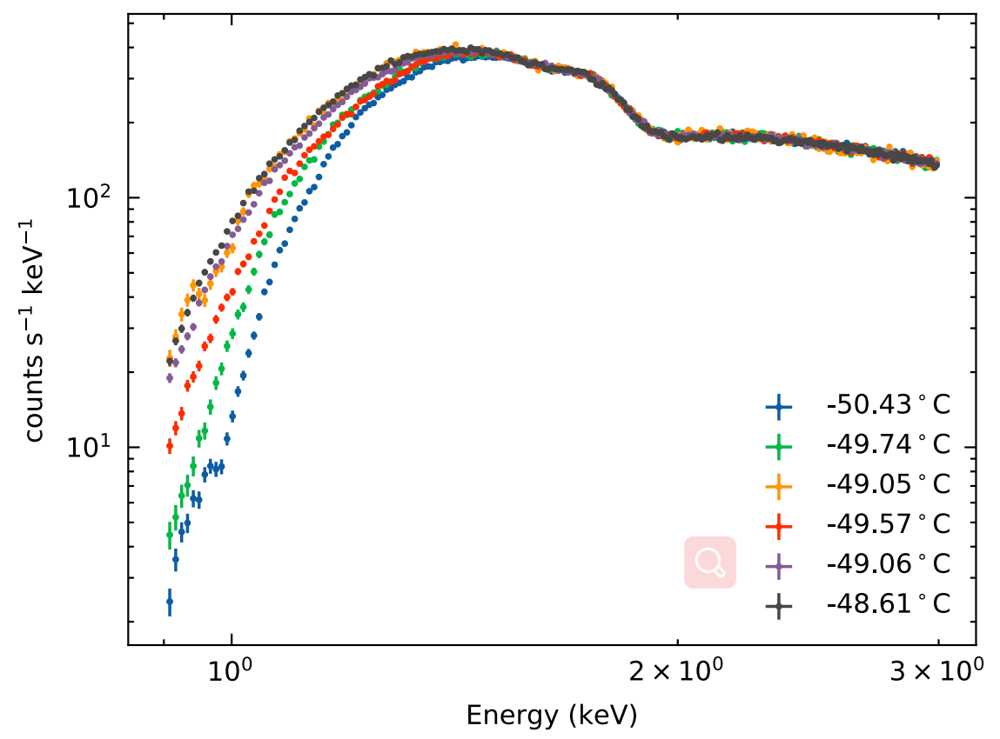 counts s⁻¹ keV⁻¹
10²
10¹
-50.43°C
-49.74°C
-49.05°C
-49.57°C
-49.06°C
-48.61°C
10⁰
2 × 10⁰
3 × 10⁰
Energy (keV)